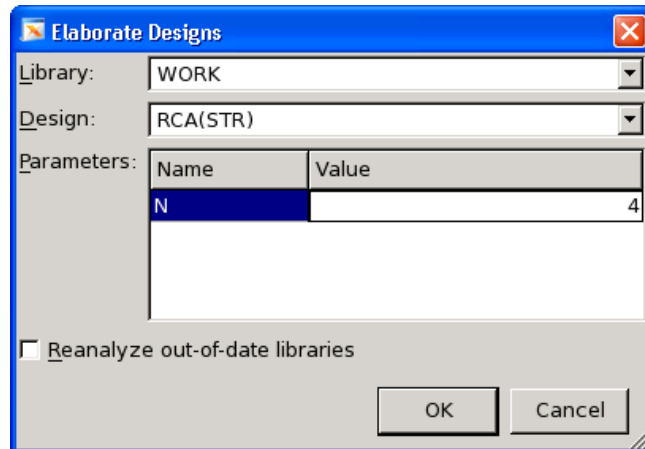 Elaborate Designs
Library: WORK
Design: RCA(STR)
Parameters: Name Value
N 4
Reanalyze out-of-date libraries
OK Cancel